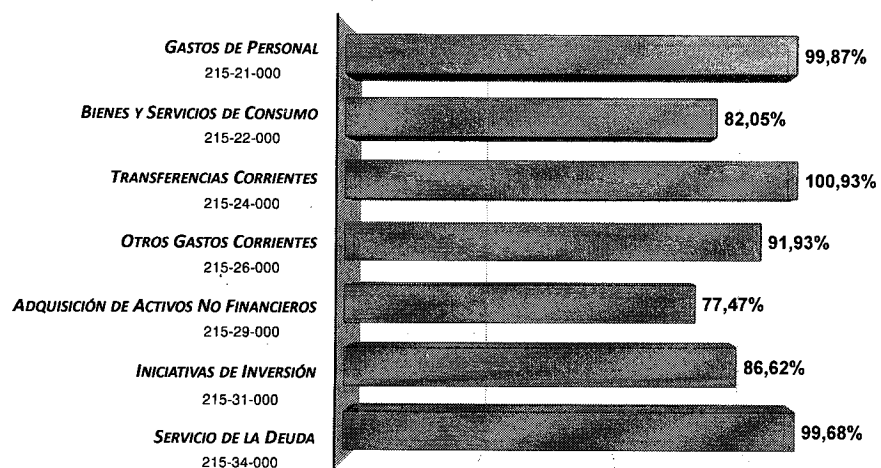 GASTOS DE PERSONAL
99,87%
215-21-000
BIENES Y SERVICIOS DE CONSUMO
82,05%
215-22-000
TRANSFERENCIAS CORRIENTES
100,93%
215-24-000
OTROS GASTOS CORRIENTES
91,93%
215-26-000
ADQUISICIÓN DE ACTIVOS NO FINANCIEROS
77,47%
215-29-000
INICIATIVAS DE INVERSIÓN
86,62%
215-31-000
SERVICIO DE LA DEUDA
99,68%
215-34-000